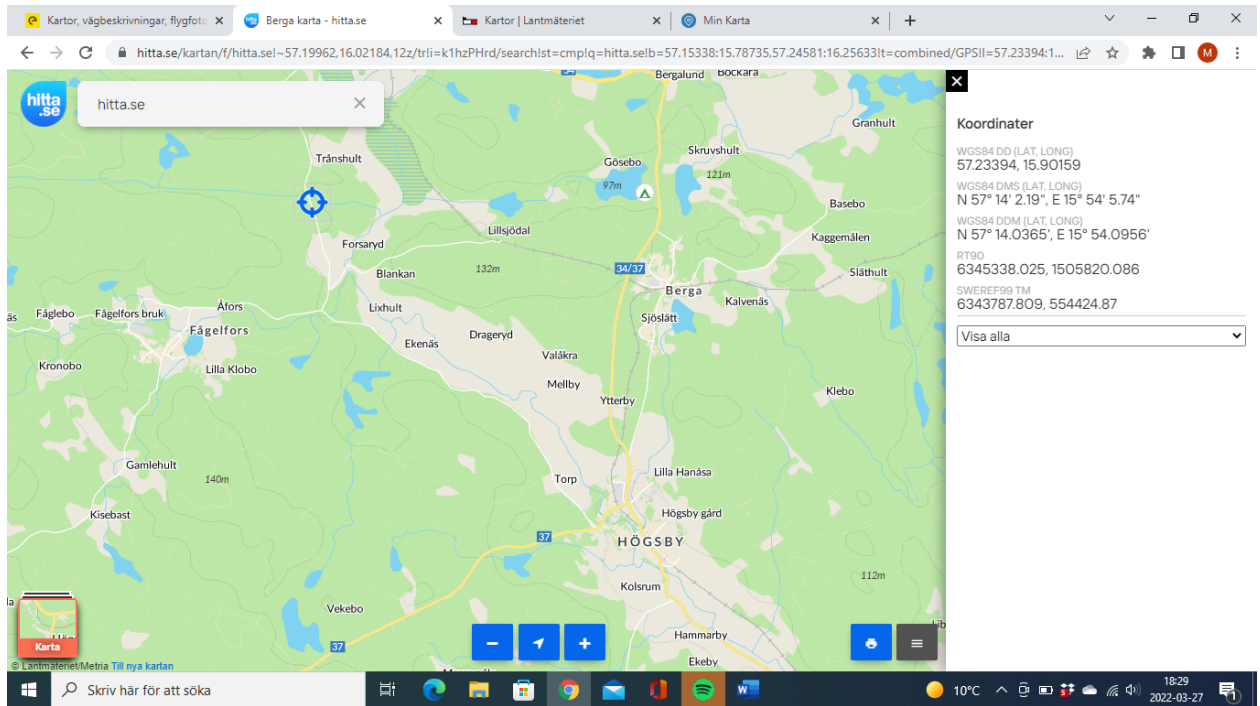 Kartor, vägbeskrivningar, flygfoto
Berga karta - hitta.se
Kartor | Lantmäteriet
Min Karta
hitta.se/kartan/f/hitta.se!~57.19962,16.02184,12z/trli=k1hzPHrd/search!st=cmp!q=hitta.se!b=57.15338:15.78735,57.24581:16.25633!t=combined/GPS!l=57.23394:1...
M
hitta
.se
hitta.se
34
Bergalund
Bockara
Granhult
Trånshult
Gösebo
Skruvshult
97m
121m
Basebo
Lillsjödal
Forsaryd
Kaggemålen
Blankan
132m
34/37
Släthult
Berga
Kalvenäs
Fåglebo
Fågelfors bruk
Åfors
Lixhult
Sjöslätt
Fågelfors
Ekenäs
Drageryd
Valåkra
Kronobo
Lilla Klobo
Mellby
Ytterby
Klebo
Gamlehult
140m
Torp
Lilla Hanåsa
Kisebast
Högsby gård
37
HÖGSBY
112m
Kolsrum
Vekebo
37
Hammarby
Ekeby
Karta
© Lantmäteriet/Metria Till nya kartan
Koordinater
WGS84 DD (LAT, LONG)
57.23394, 15.90159
WGS84 DMS (LAT, LONG)
N 57° 14' 2.19", E 15° 54' 5.74"
WGS84 DDM (LAT, LONG)
N 57° 14.0365', E 15° 54.0956'
RT90
6345338.025, 1505820.086
SWEREF99 TM
6343787.809, 554424.87
Visa alla
Skriv här för att söka
10°C
18:29
2022-03-27